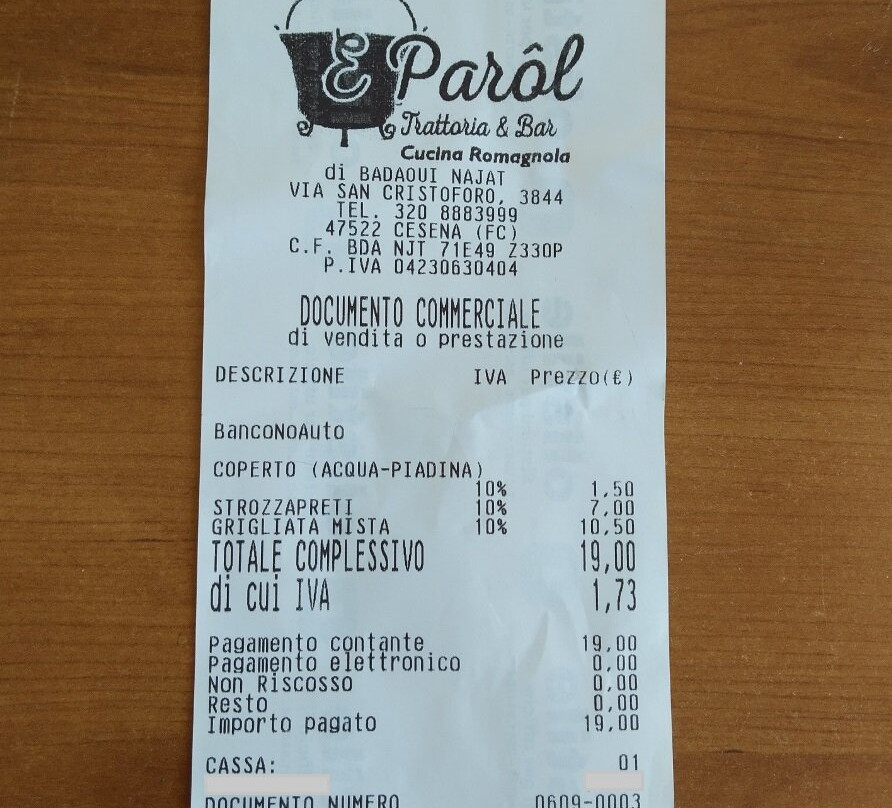 E Parôl
Trattoria & Bar
Cucina Romagnola
di BADAOUI NAJAT
VIA SAN CRISTOFORO, 3844
TEL. 320 8883999
47522 CESENA (FC)
C.F. BDA NJT 71E49 Z330P
P.IVA 04230630404
DOCUMENTO COMMERCIALE
di vendita o prestazione
DESCRIZIONE IVA Prezzo(€)
BancoNoAuto
COPERTO (ACQUA-PIADINA)
10% 1,50
STROZZAPRETI 10% 7,00
GRIGLIATA MISTA 10% 10,50
TOTALE COMPLESSIVO 19,00
di cui IVA 1,73
Pagamento contante 19,00
Pagamento elettronico 0,00
Non Riscosso 0,00
Resto 0,00
Importo pagato 19,00
CASSA: 01
DOCUMENTO NUMERO 0609-0003